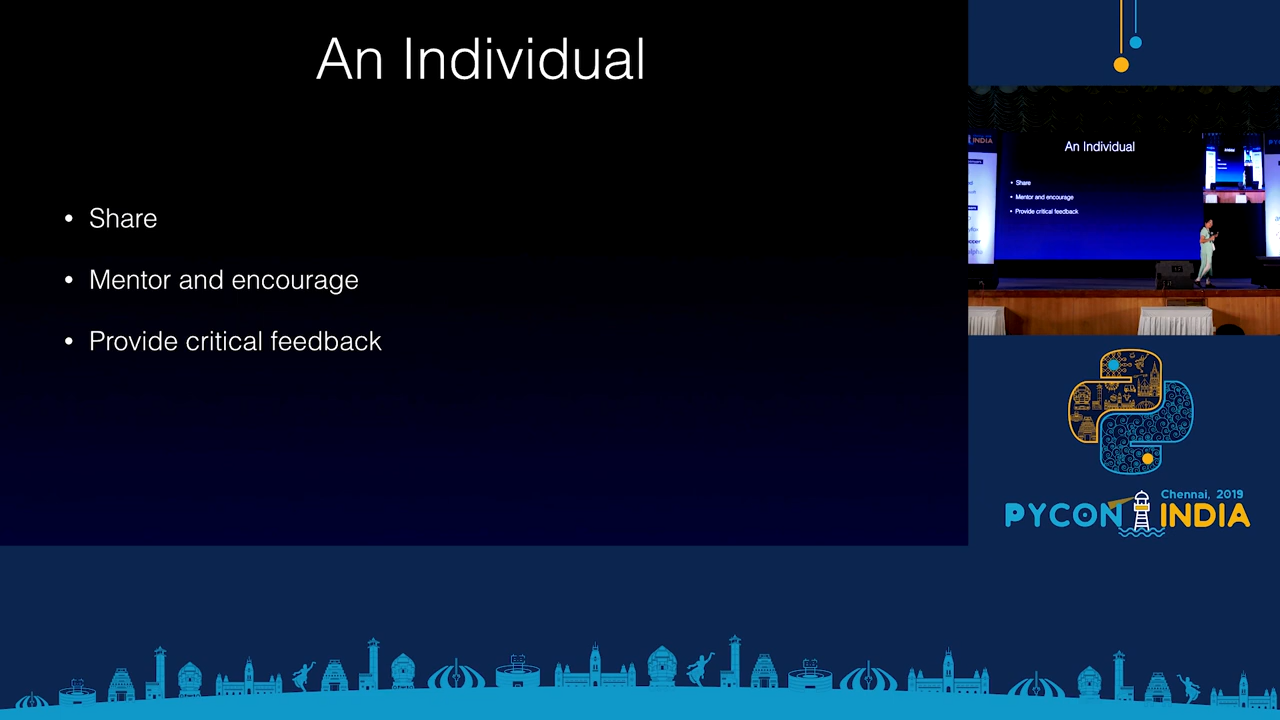 An Individual
• Share
• Mentor and encourage
• Provide critical feedback
INDIA
An Individual
• Share
• Mentor and encourage
• Provide critical feedback
Chennai, 2019
PYCON INDIA